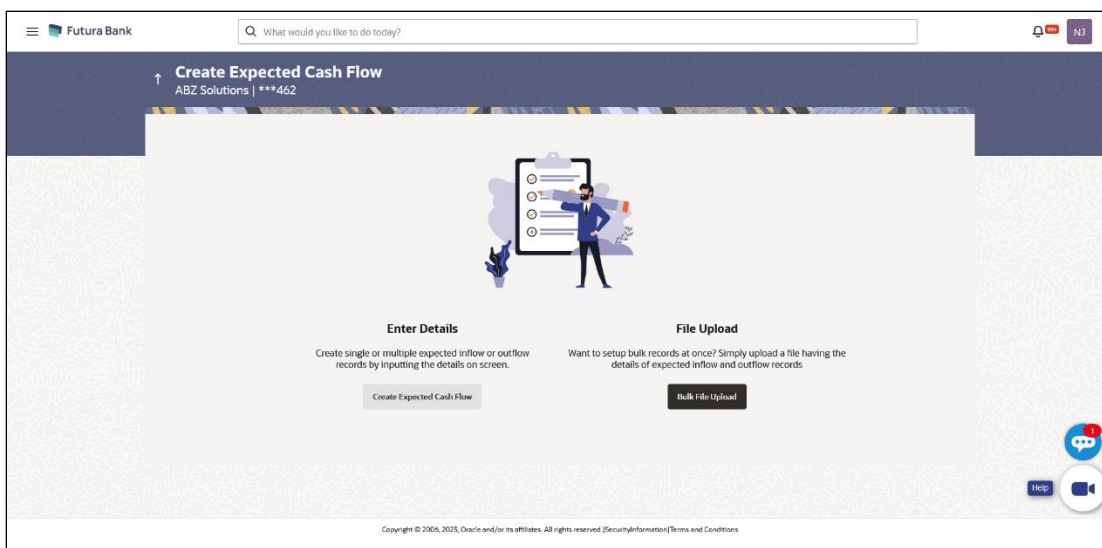 Futura Bank
What would you like to do today?
99+
NJ
Create Expected Cash Flow
ABZ Solutions | ***462
Enter Details
Create single or multiple expected inflow or outflow
records by inputting the details on screen.
Create Expected Cash Flow
File Upload
Want to setup bulk records at once? Simply upload a file having the
details of expected inflow and outflow records
Bulk File Upload
1
Help
Copyright © 2006, 2023, Oracle and/or its affiliates. All rights reserved.|SecurityInformation|Terms and Conditions